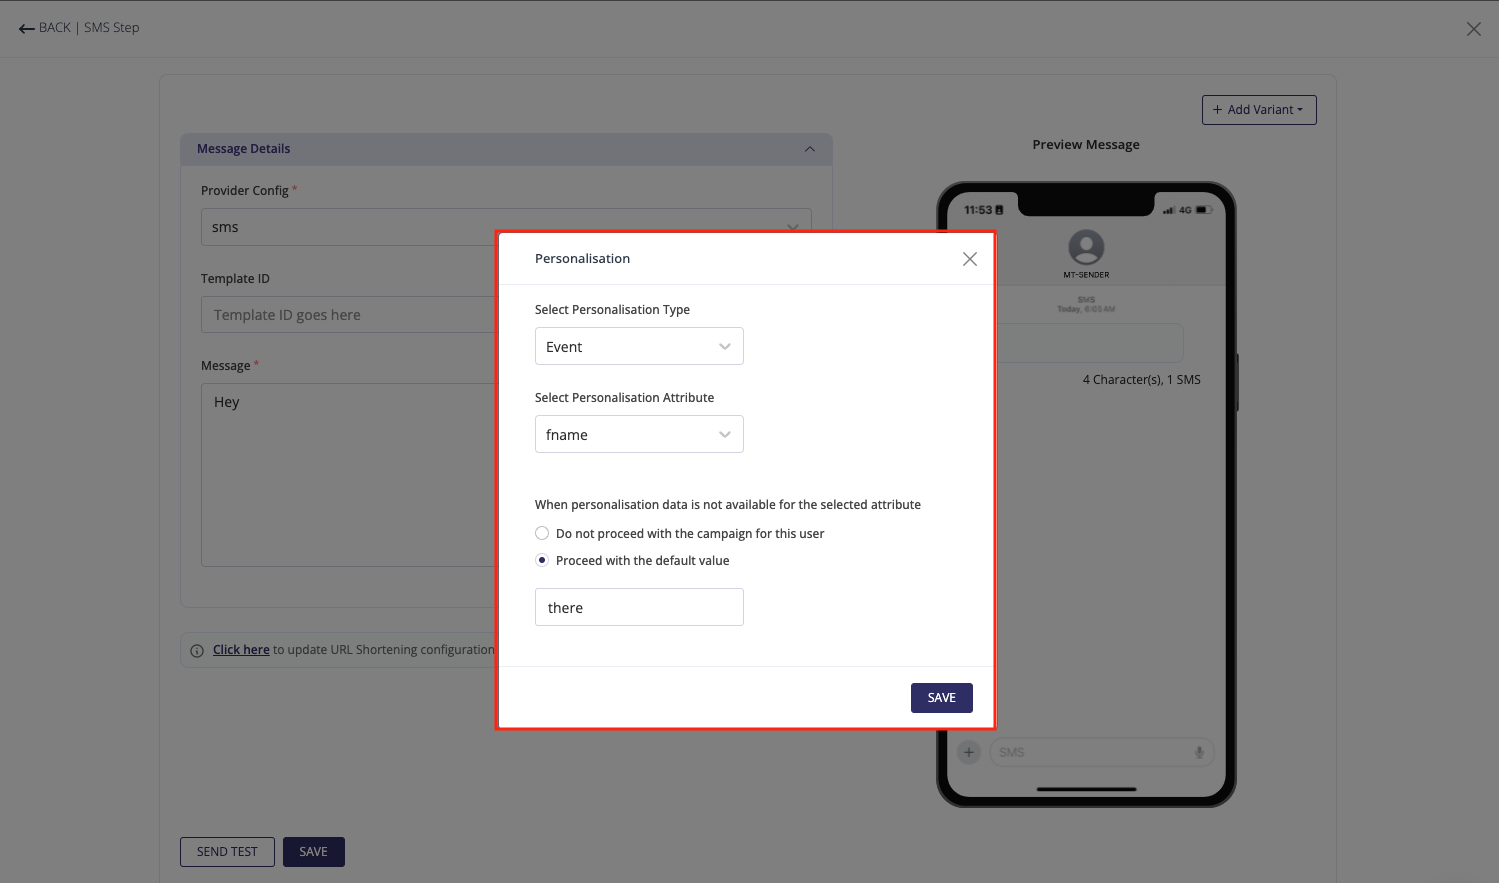 BACK | SMS Step
+ Add Variant
Message Details
Preview Message
Provider Config *
sms
Template ID
Template ID goes here
Message *
Hey
Click here to update URL Shortening configuration
SEND TEST
SAVE
11:53
4G
MT-SENDER
SMS
Today, 6:05 AM
4 Character(s), 1 SMS
SMS
Personalisation
Select Personalisation Type
Event
Select Personalisation Attribute
fname
When personalisation data is not available for the selected attribute
Do not proceed with the campaign for this user
Proceed with the default value
there
SAVE